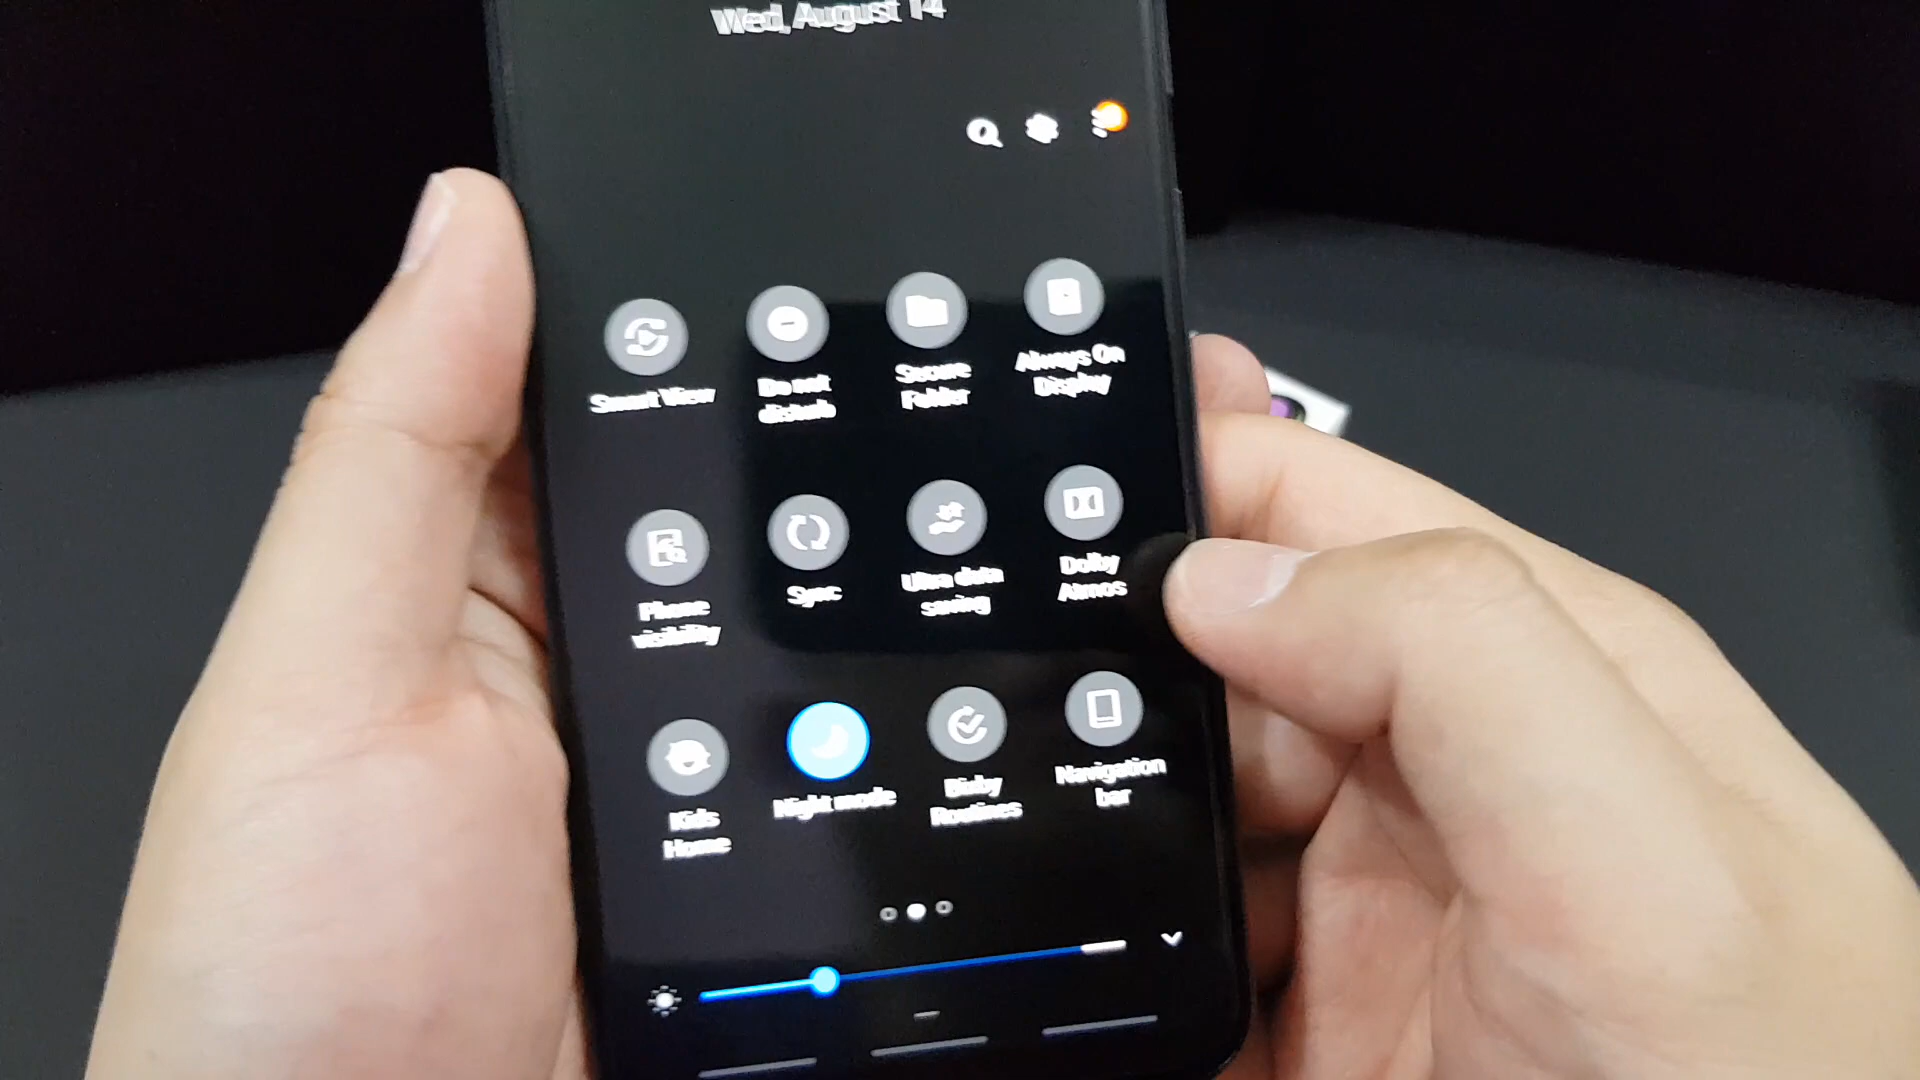 Wed, August 14
Smart View
Do not
disturb
Secure
Folder
Always On
Display
Phone
visibility
Sync
Ultra data
saving
Dolby
Atmos
Kids
Home
Night mode
Bixby
Routines
Navigation
bar